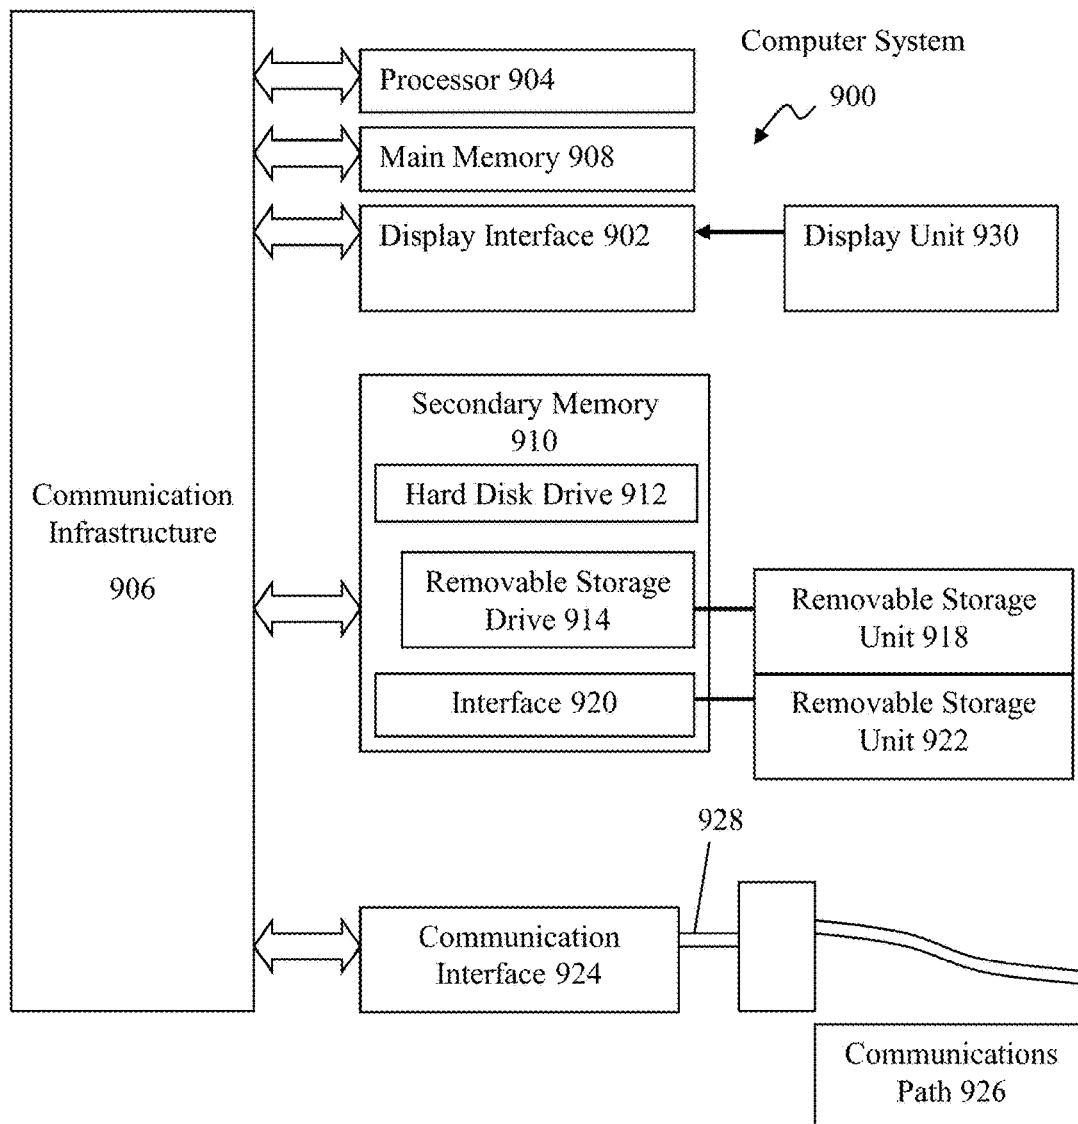 Computer System
900
Processor 904
Main Memory 908
Display Interface 902
Display Unit 930
Secondary Memory
910
Hard Disk Drive 912
Communication
Infrastructure
906
Removable Storage
Drive 914
Removable Storage
Unit 918
Interface 920
Removable Storage
Unit 922
928
Communication
Interface 924
Communications
Path 926